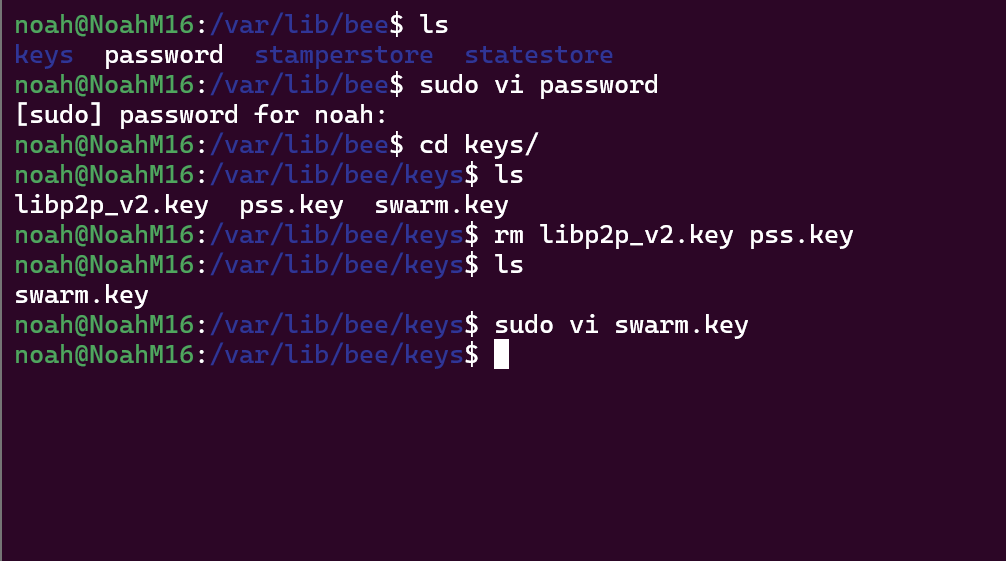 noah@NoahM16:/var/lib/bee$ ls
keys  password  stamperstore  statestore
noah@NoahM16:/var/lib/bee$ sudo vi password
[sudo] password for noah:
noah@NoahM16:/var/lib/bee$ cd keys/
noah@NoahM16:/var/lib/bee/keys$ ls
libp2p_v2.key  pss.key  swarm.key
noah@NoahM16:/var/lib/bee/keys$ rm libp2p_v2.key pss.key
noah@NoahM16:/var/lib/bee/keys$ ls
swarm.key
noah@NoahM16:/var/lib/bee/keys$ sudo vi swarm.key
noah@NoahM16:/var/lib/bee/keys$